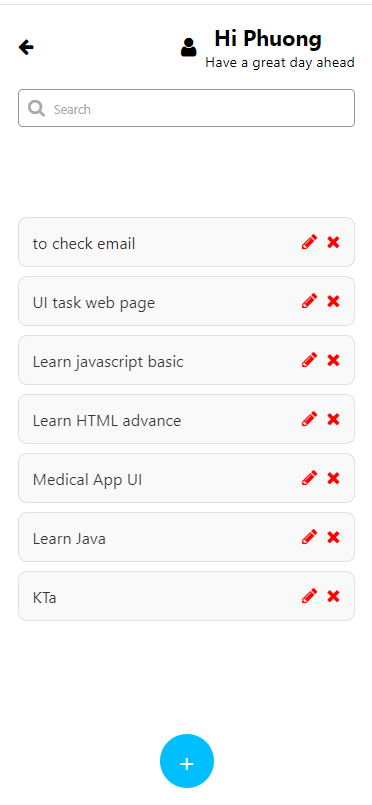 Hi Phuong
Have a great day ahead
Search
to check email
UI task web page
Learn javascript basic
Learn HTML advance
Medical App UI
Learn Java
KTa
+